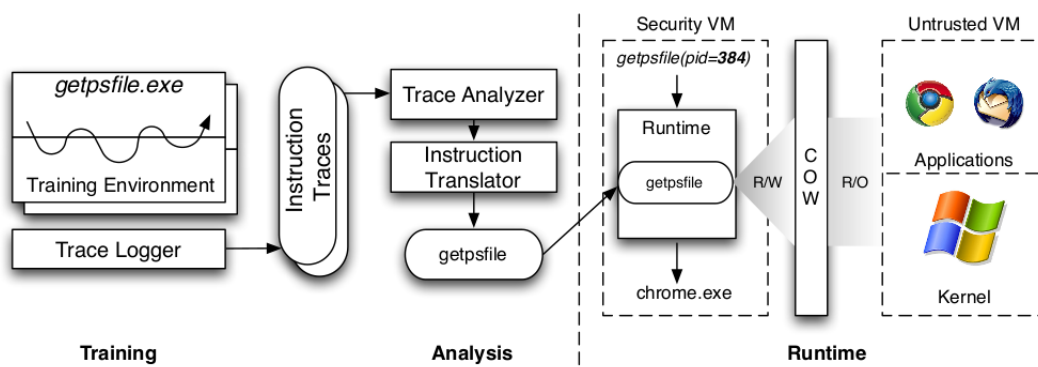 getpsfile.exe
Training Environment
Trace Logger
Instruction
Traces
Trace Analyzer
Instruction
Translator
getpsfile
Security VM
getpsfile(pid=384)
Runtime
getpsfile
chrome.exe
R/W
C
O
W
R/O
Untrusted VM
Applications
Kernel
Training
Analysis
Runtime